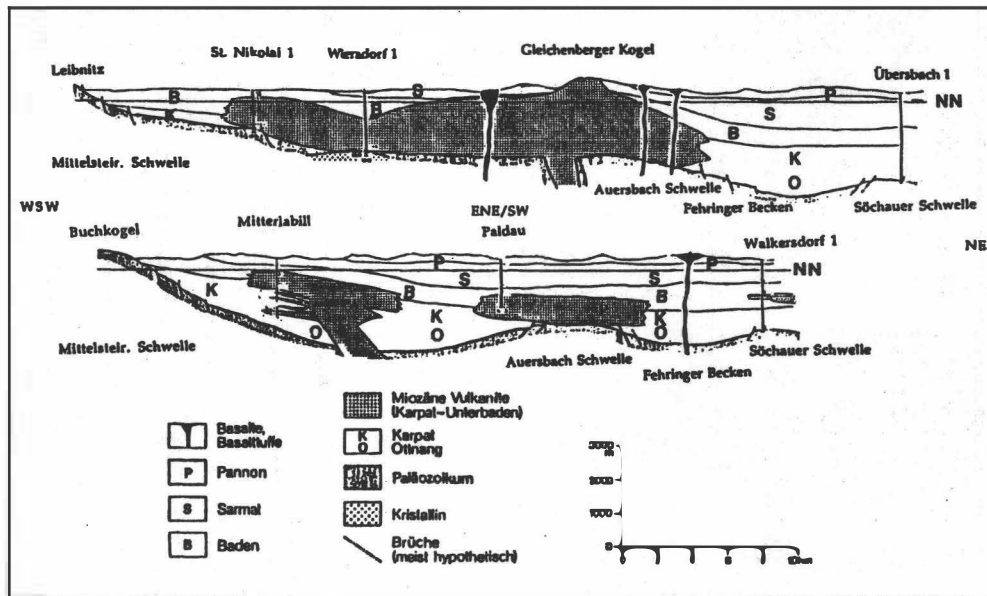 St. Nikolai 1 Wiersdorf 1 Gleichenberger Kogel
Leibnitz Übersbach 1
B S P NN
K B S
B
Mittelsteir. Schwelle K
O
Auersbach Schwelle
Fehringer Becken Söchauer Schwelle
WSW ENE/SW NE
Buchkogel Mitterlabill Paldau Walkersdorf 1
P S S P NN
K B B
K K
O O O
Mittelsteir. Schwelle Auersbach Schwelle Söchauer Schwelle
Fehringer Becken
Basalte,
Basalttuffe
P Pannon
S Sarmat
B Baden
Miozäne Vulkanite
(Karpat-Unterbaden)
K Karpat
O Ottnang
Paläozoikum
Kristallin
Brüche
(meist hypothetisch)
1000
0